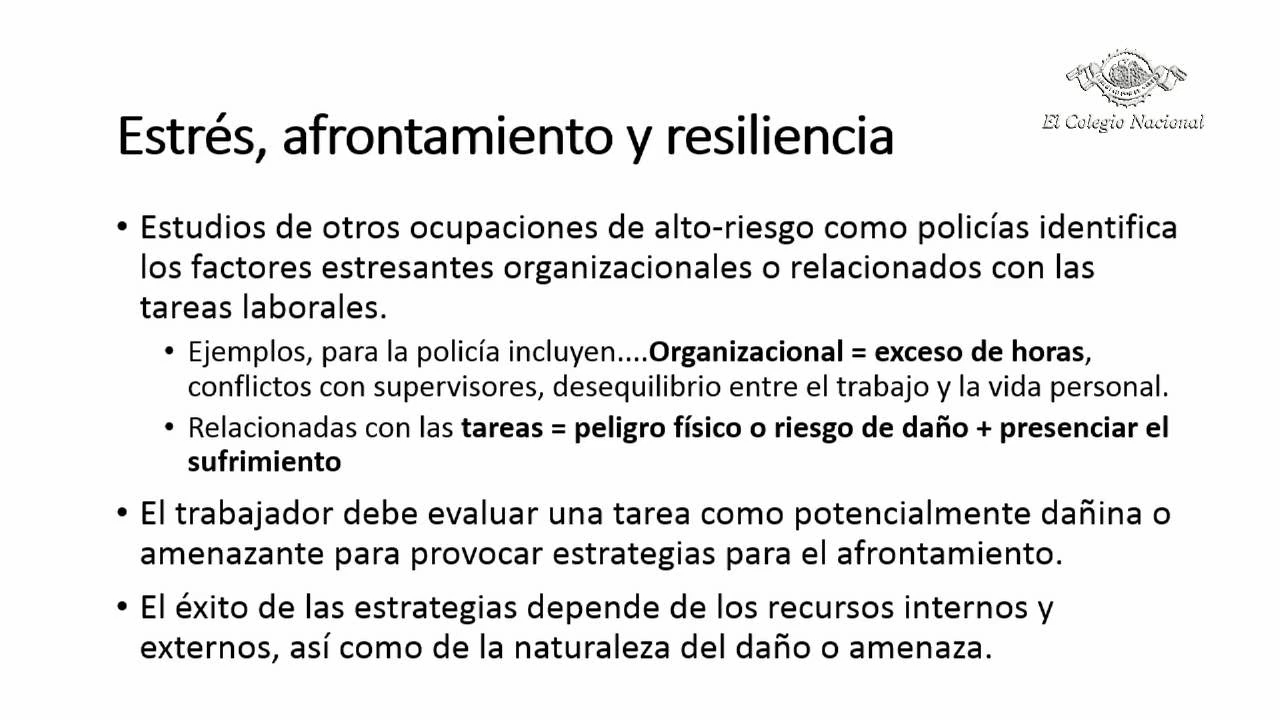 El Colegio Nacional
Estrés, afrontamiento y resiliencia
• Estudios de otros ocupaciones de alto-riesgo como policías identifica
los factores estresantes organizacionales o relacionados con las
tareas laborales.
• Ejemplos, para la policía incluyen....Organizacional = exceso de horas,
conflictos con supervisores, desequilibrio entre el trabajo y la vida personal.
• Relacionadas con las tareas = peligro físico o riesgo de daño + presenciar el
sufrimiento
• El trabajador debe evaluar una tarea como potencialmente dañina o
amenazante para provocar estrategias para el afrontamiento.
• El éxito de las estrategias depende de los recursos internos y
externos, así como de la naturaleza del daño o amenaza.